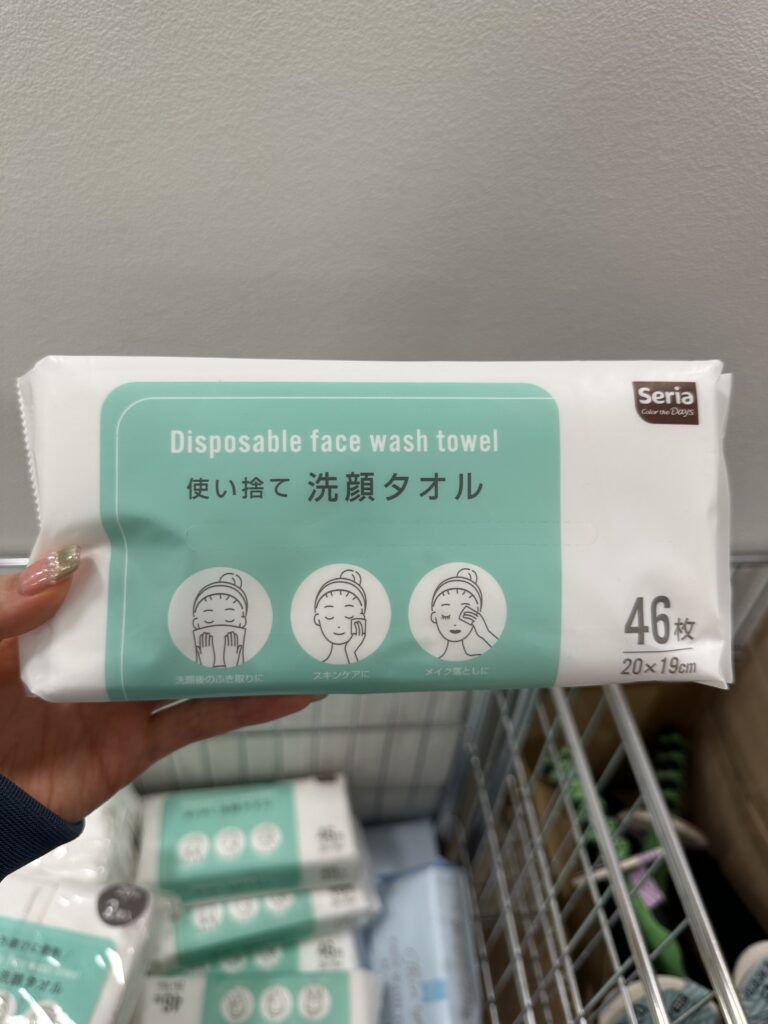 Seria
Color the Days
Disposable face wash towel
使い捨て 洗顔タオル
洗顔後のふき取りに
スキンケアに
メイク落としに
46枚
20×19cm
洗顔タオル